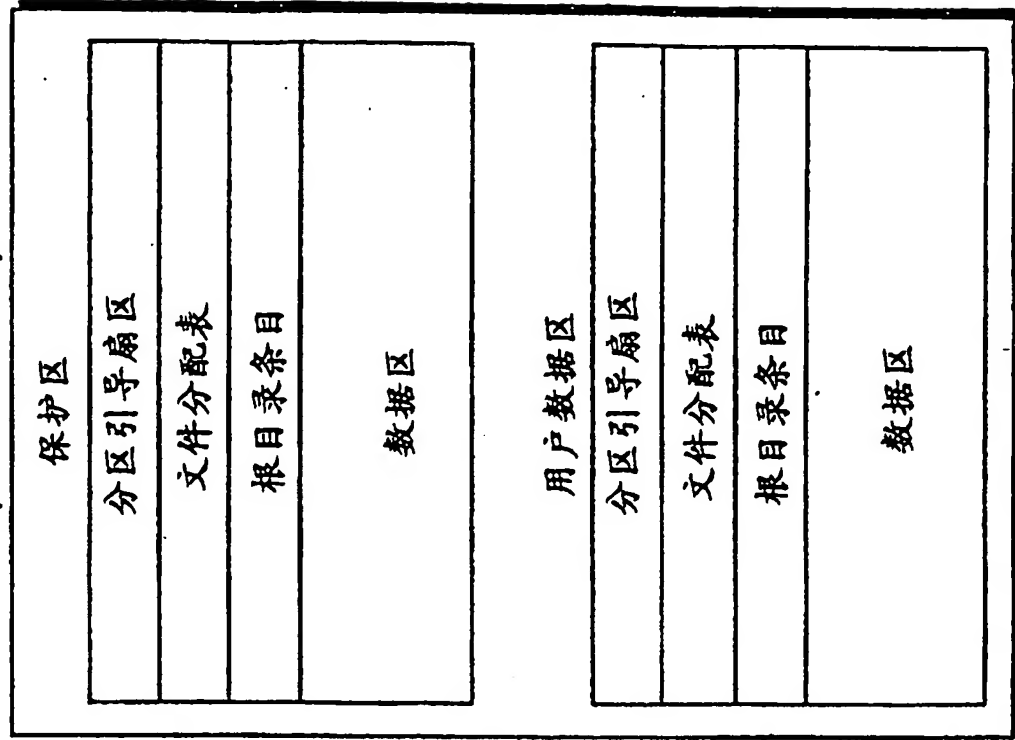 保护区
分区引导扇区
文件分配表
根目录条目
数据区
用户数据区
分区引导扇区
文件分配表
根目录条目
数据区